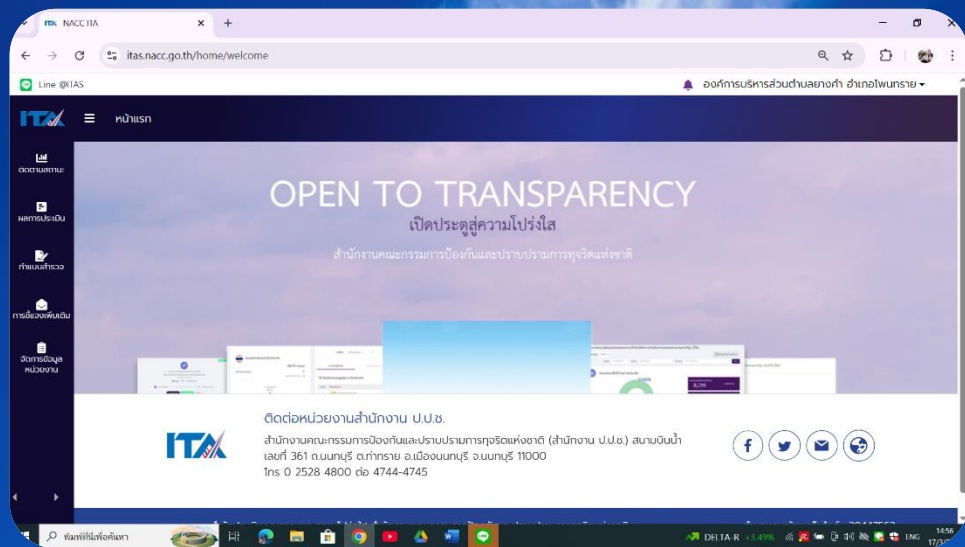 ITA NACC ITA
itas.nacc.go.th/home/welcome
Line @ITAS
องค์การบริหารส่วนตำบลยางคำ อำเภอโพนทราย
ITA
หน้าแรก
ติดตามสถานะ
ผลการประเมิน
ทำแบบสำรวจ
การชี้แจงเพิ่มเติม
จัดการข้อมูล
หน่วยงาน
OPEN TO TRANSPARENCY
เปิดประตูสู่ความโปร่งใส
สำนักงานคณะกรรมการป้องกันและปราบปรามการทุจริตแห่งชาติ
ITA
ติดต่อหน่วยงานสำนักงาน ป.ป.ช.
สำนักงานคณะกรรมการป้องกันและปราบปรามการทุจริตแห่งชาติ (สำนักงาน ป.ป.ช.) สนามบินน้ำ
เลขที่ 361 ถ.นนทบุรี ต.ท่าทราย อ.เมืองนนทบุรี จ.นนทบุรี 11000
โทร 0 2528 4800 ต่อ 4744-4745
พิมพ์ที่นี่เพื่อค้นหา
DELTA-R +3.49%
ENG
14:56